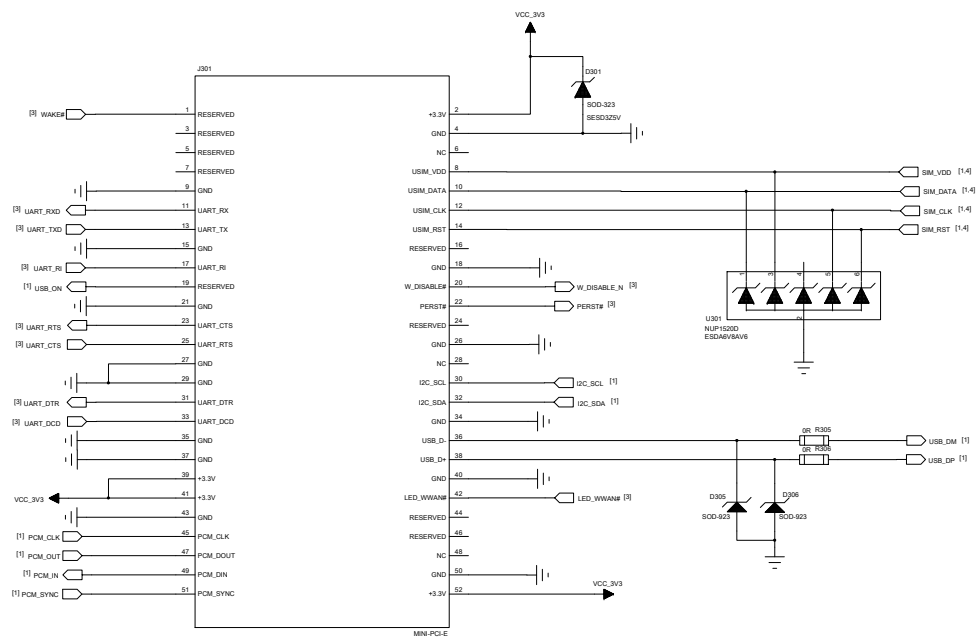 VCC_3V3
J301
D301
SOD-323
SESD3Z5V
[3] WAKE# 1 RESERVED +3.3V 2
3 RESERVED GND 4
5 RESERVED NC 6
7 RESERVED USIM_VDD 8 SIM_VDD [1,4]
9 GND USIM_DATA 10 SIM_DATA [1,4]
[3] UART_RXD 11 UART_RX USIM_CLK 12 SIM_CLK [1,4]
[3] UART_TXD 13 UART_TX USIM_RST 14 SIM_RST [1,4]
15 GND RESERVED 16
[3] UART_RI 17 UART_RI GND 18
[1] USB_ON 19 RESERVED W_DISABLE# 20 W_DISABLE_N [3]
21 GND PERST# 22 PERST# [3]
[3] UART_RTS 23 UART_CTS RESERVED 24
[3] UART_CTS 25 UART_RTS GND 26
27 GND NC 28
29 GND I2C_SCL 30 I2C_SCL [1]
[3] UART_DTR 31 UART_DTR I2C_SDA 32 I2C_SDA [1]
[3] UART_DCD 33 UART_DCD GND 34
35 GND USB_D- 36 0R R305 USB_DM [1]
37 GND USB_D+ 38 0R R306 USB_DP [1]
39 +3.3V GND 40
VCC_3V3 41 +3.3V LED_WWAN# 42 LED_WWAN# [3]
43 GND RESERVED 44
[1] PCM_CLK 45 PCM_CLK RESERVED 46
[1] PCM_OUT 47 PCM_DOUT NC 48
[1] PCM_IN 49 PCM_DIN GND 50
[1] PCM_SYNC 51 PCM_SYNC +3.3V 52 VCC_3V3
MINI-PCI-E
1 3 4 5 6
2
U301
NUP1520D
ESDA6V8AV6
D305
SOD-923
D306
SOD-923